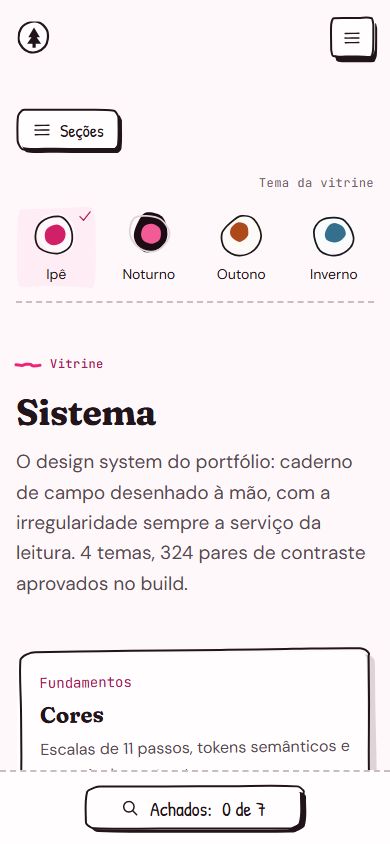 Seções
Tema da vitrine
Ipê
Noturno
Outono
Inverno
Vitrine
Sistema
O design system do portfólio: caderno
de campo desenhado à mão, com a
irregularidade sempre a serviço da
leitura. 4 temas, 324 pares de contraste
aprovados no build.
Fundamentos
Cores
Escalas de 11 passos, tokens semânticos e
Achados: 0 de 7